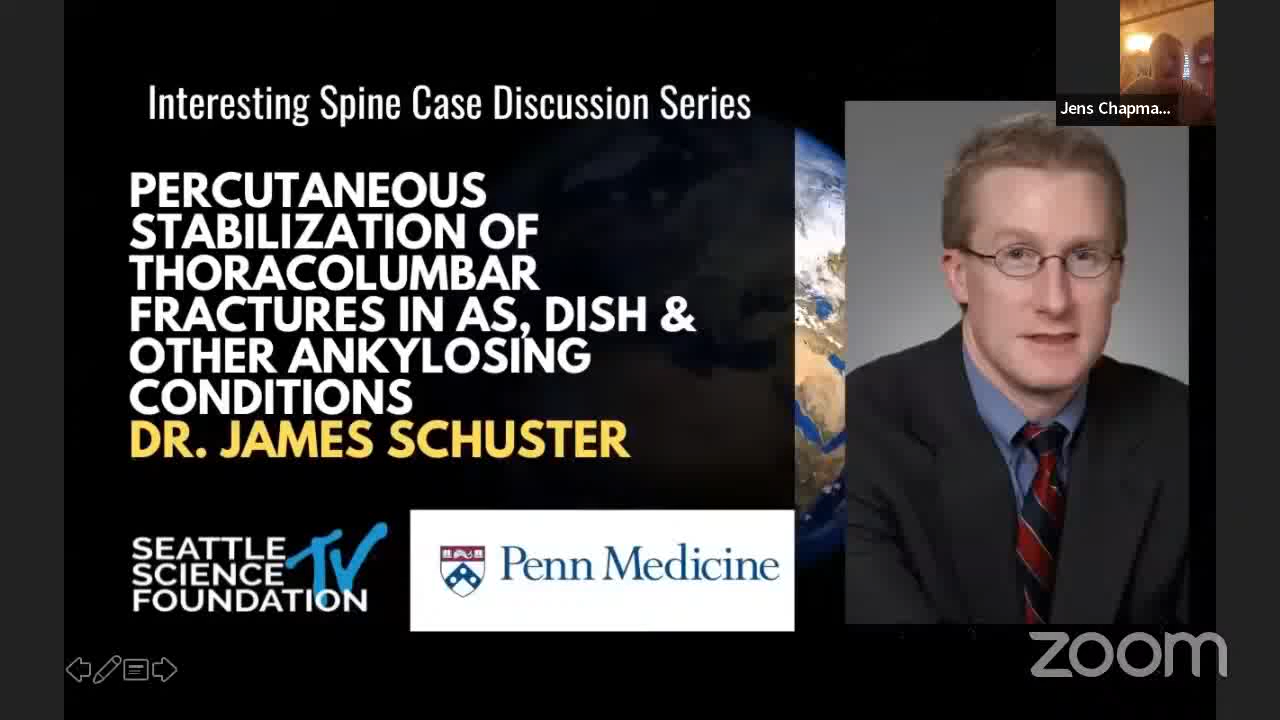 Interesting Spine Case Discussion Series
PERCUTANEOUS
STABILIZATION OF
THORACOLUMBAR
FRACTURES IN AS, DISH &
OTHER ANKYLOSING
CONDITIONS
DR. JAMES SCHUSTER
SEATTLE
SCIENCE
FOUNDATION
TV
Penn Medicine
Jens Chapma...
zoom